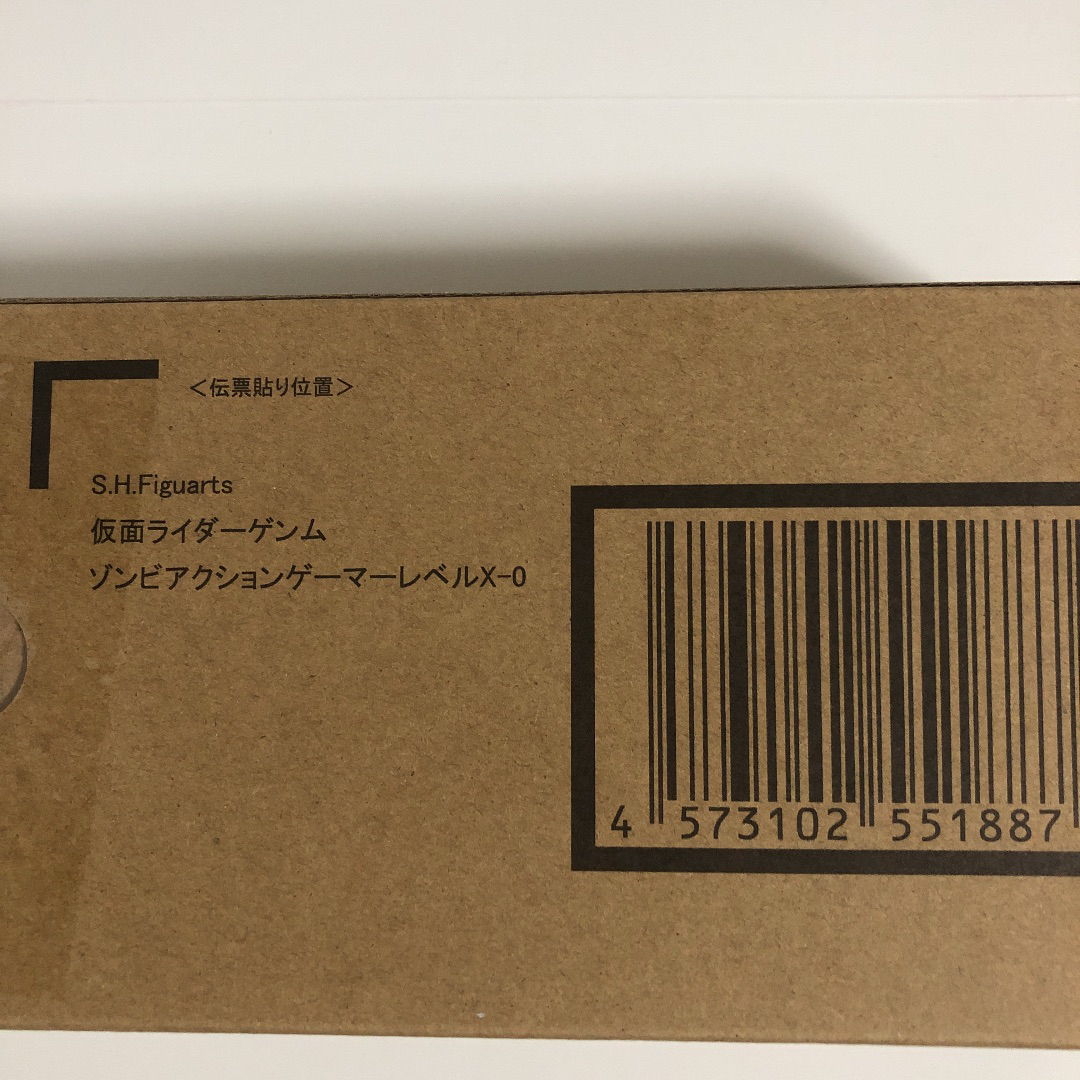 ＜伝票貼り位置＞
S.H.Figuarts
仮面ライダーゲンム
ゾンビアクションゲーマーレベルX-0
4 573102 551887